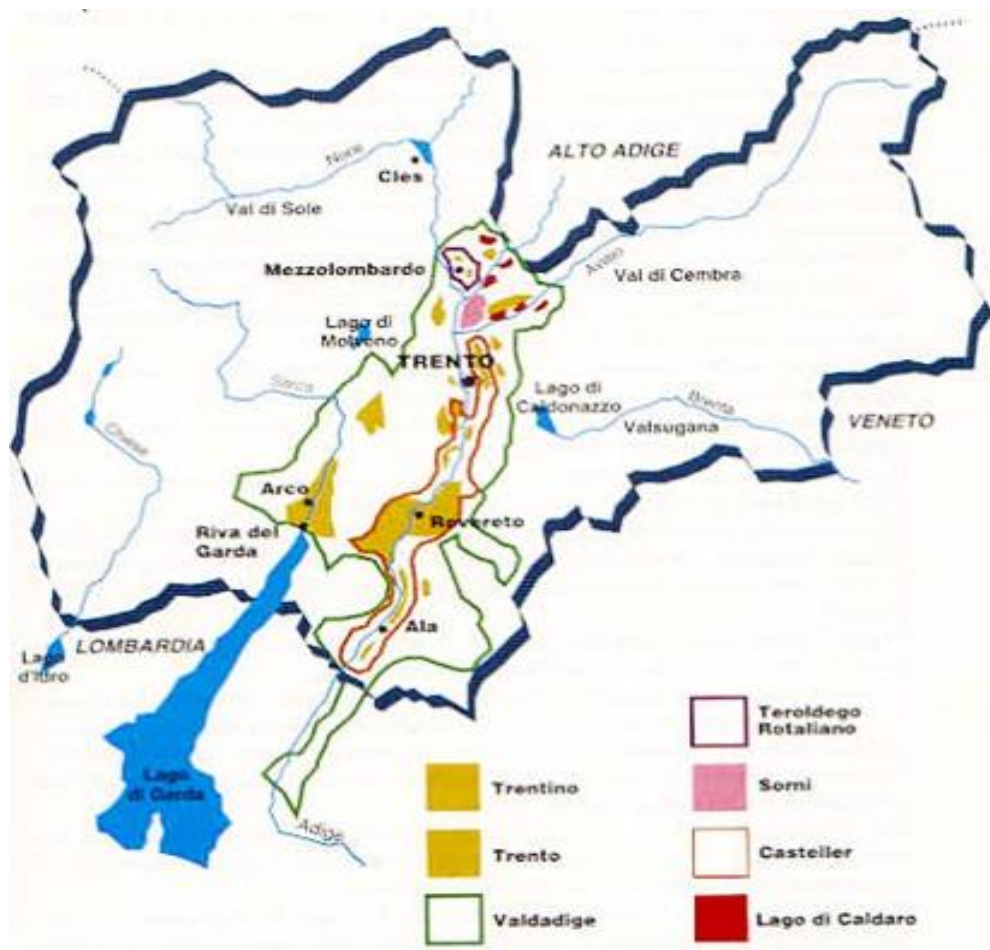 Noce
Cles
ALTO ADIGE
Val di Sole
Mezzolombardo
Avisio
Val di Cembra
Lago di
Molveno
TRENTO
Sarca
Lago di
Caldonazzo
Brenta
Valsugana
VENETO
Chiese
Arco
Riva del
Garda
Rovereto
Ala
LOMBARDIA
Lago
d'Idro
Lago
di Garda
Adige
Trentino
Trento
Valdadige
Teroldego
Rotaliano
Sorni
Casteller
Lago di Caldaro